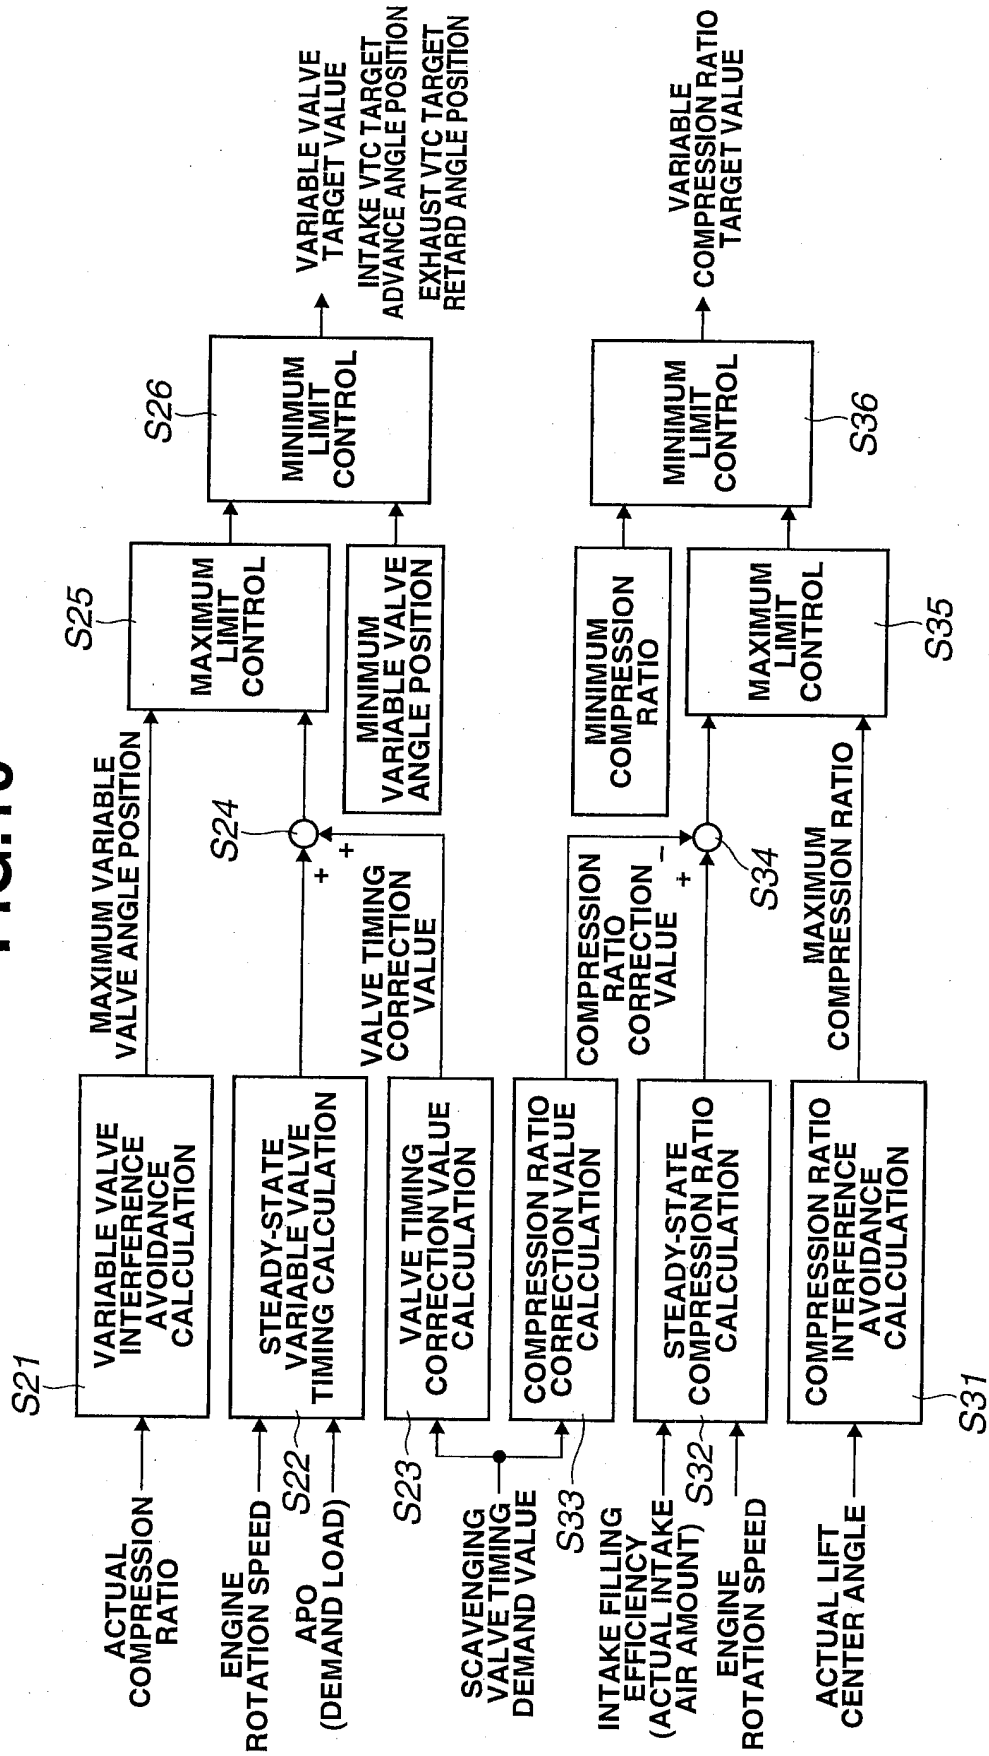 ACTUAL
COMPRESSION
RATIO
S21
VARIABLE VALVE
INTERFERENCE
AVOIDANCE
CALCULATION
MAXIMUM VARIABLE
VALVE ANGLE POSITION
ENGINE
ROTATION SPEED
APO
(DEMAND LOAD)
S22
STEADY-STATE
VARIABLE VALVE
TIMING CALCULATION
S24
+
+
S25
MAXIMUM
LIMIT
CONTROL
S26
MINIMUM
LIMIT
CONTROL
VARIABLE VALVE
TARGET VALUE
INTAKE VTC TARGET
ADVANCE ANGLE POSITION
EXHAUST VTC TARGET
RETARD ANGLE POSITION
MINIMUM
VARIABLE VALVE
ANGLE POSITION
SCAVENGING
VALVE TIMING
DEMAND VALUE
S23
VALVE TIMING
CORRECTION VALUE
CALCULATION
VALVE TIMING
CORRECTION
VALUE
S33
COMPRESSION RATIO
CORRECTION VALUE
CALCULATION
COMPRESSION
RATIO
CORRECTION
VALUE
−
+
S34
MINIMUM
COMPRESSION
RATIO
INTAKE FILLING
EFFICIENCY
(ACTUAL INTAKE
AIR AMOUNT)
ENGINE
ROTATION SPEED
S32
STEADY-STATE
COMPRESSION RATIO
CALCULATION
MAXIMUM
LIMIT
CONTROL
S35
MINIMUM
LIMIT
CONTROL
S36
VARIABLE
COMPRESSION RATIO
TARGET VALUE
ACTUAL LIFT
CENTER ANGLE
COMPRESSION RATIO
INTERFERENCE
AVOIDANCE
CALCULATION
S31
MAXIMUM
COMPRESSION RATIO